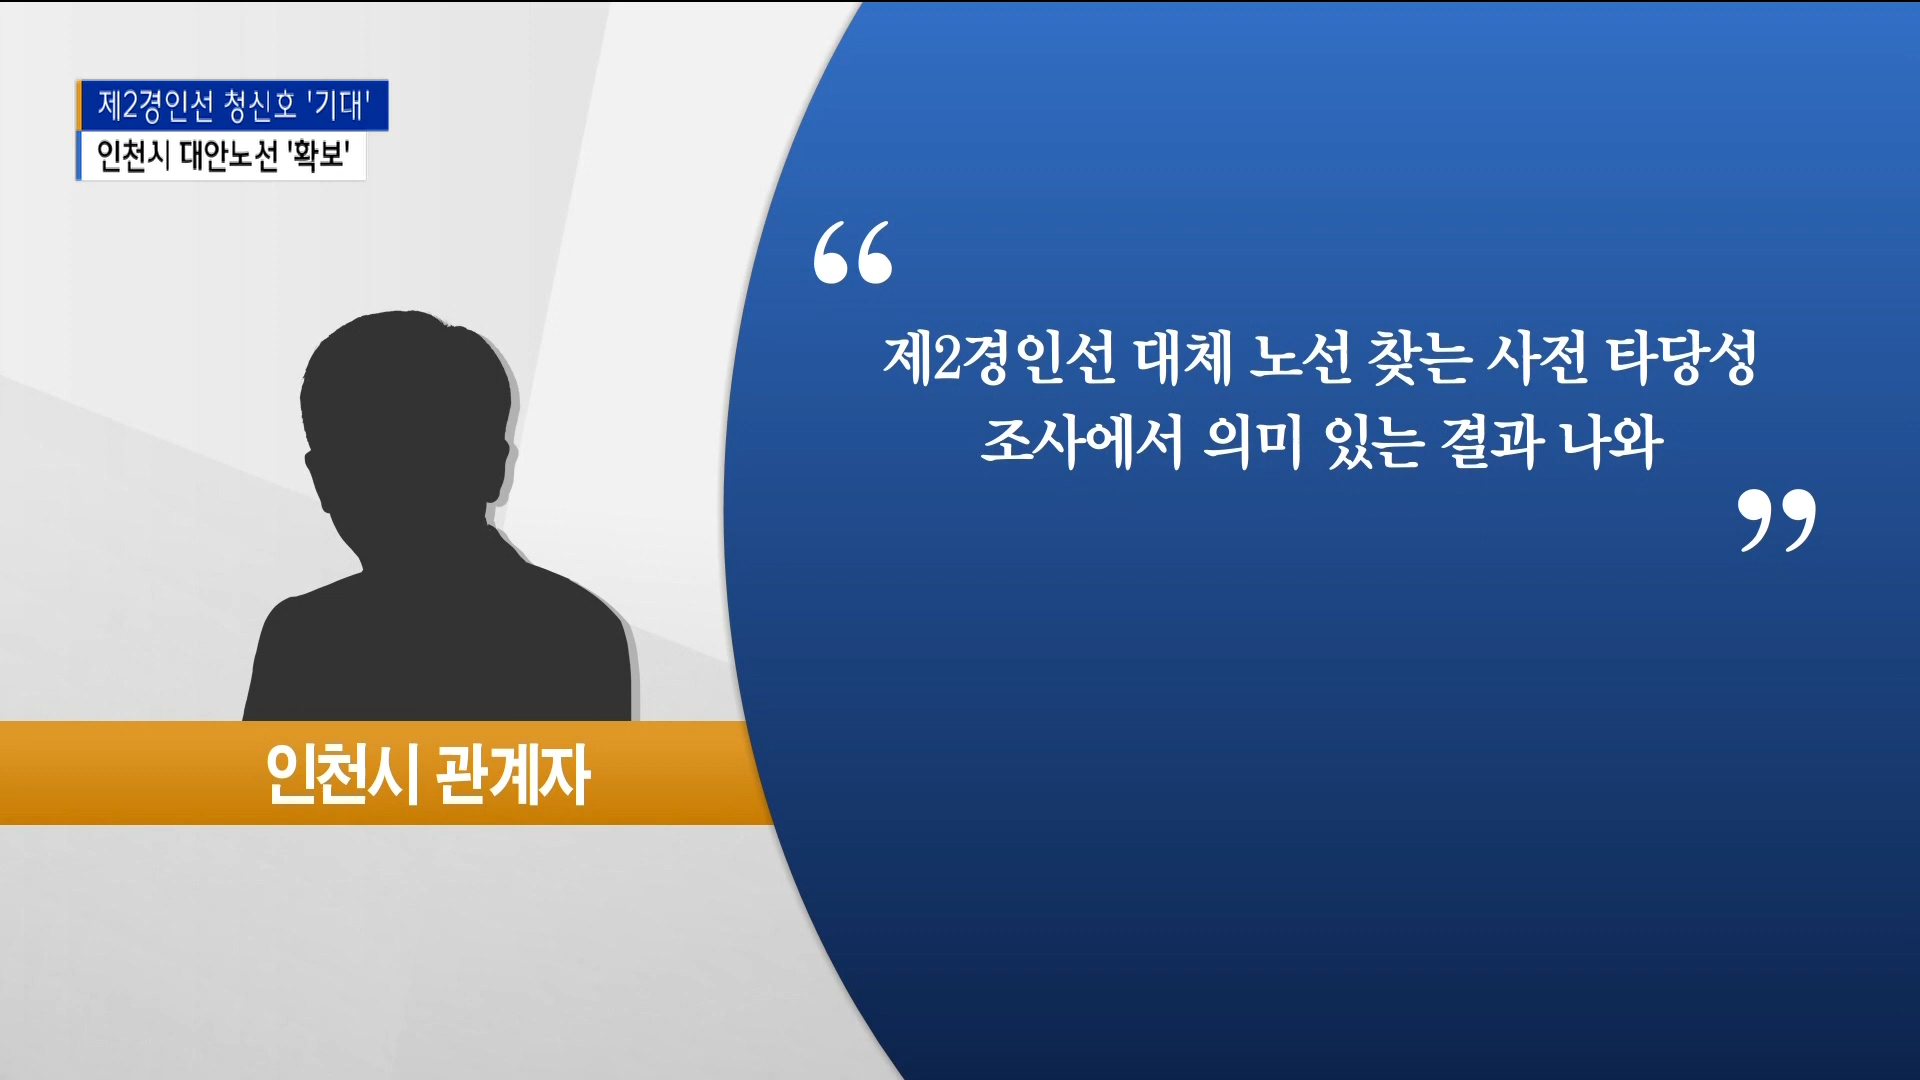 제2경인선 청신호 '기대'
인천시 대안노선 '확보'
“
제2경인선 대체 노선 찾는 사전 타당성
조사에서 의미 있는 결과 나와
”
인천시 관계자